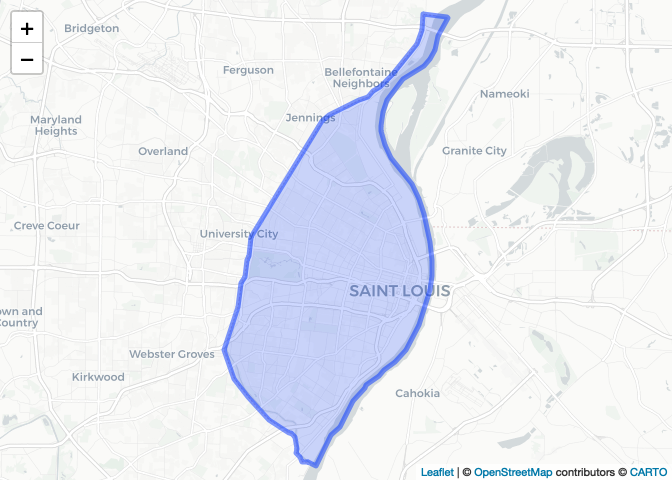 +
−
Bridgeton
Ferguson
Bellefontaine
Neighbors
Nameoki
Maryland
Heights
Jennings
Overland
Granite City
Creve Coeur
University City
SAINT LOUIS
own and
Country
Webster Groves
Kirkwood
Cahokia
Leaflet | © OpenStreetMap contributors © CARTO